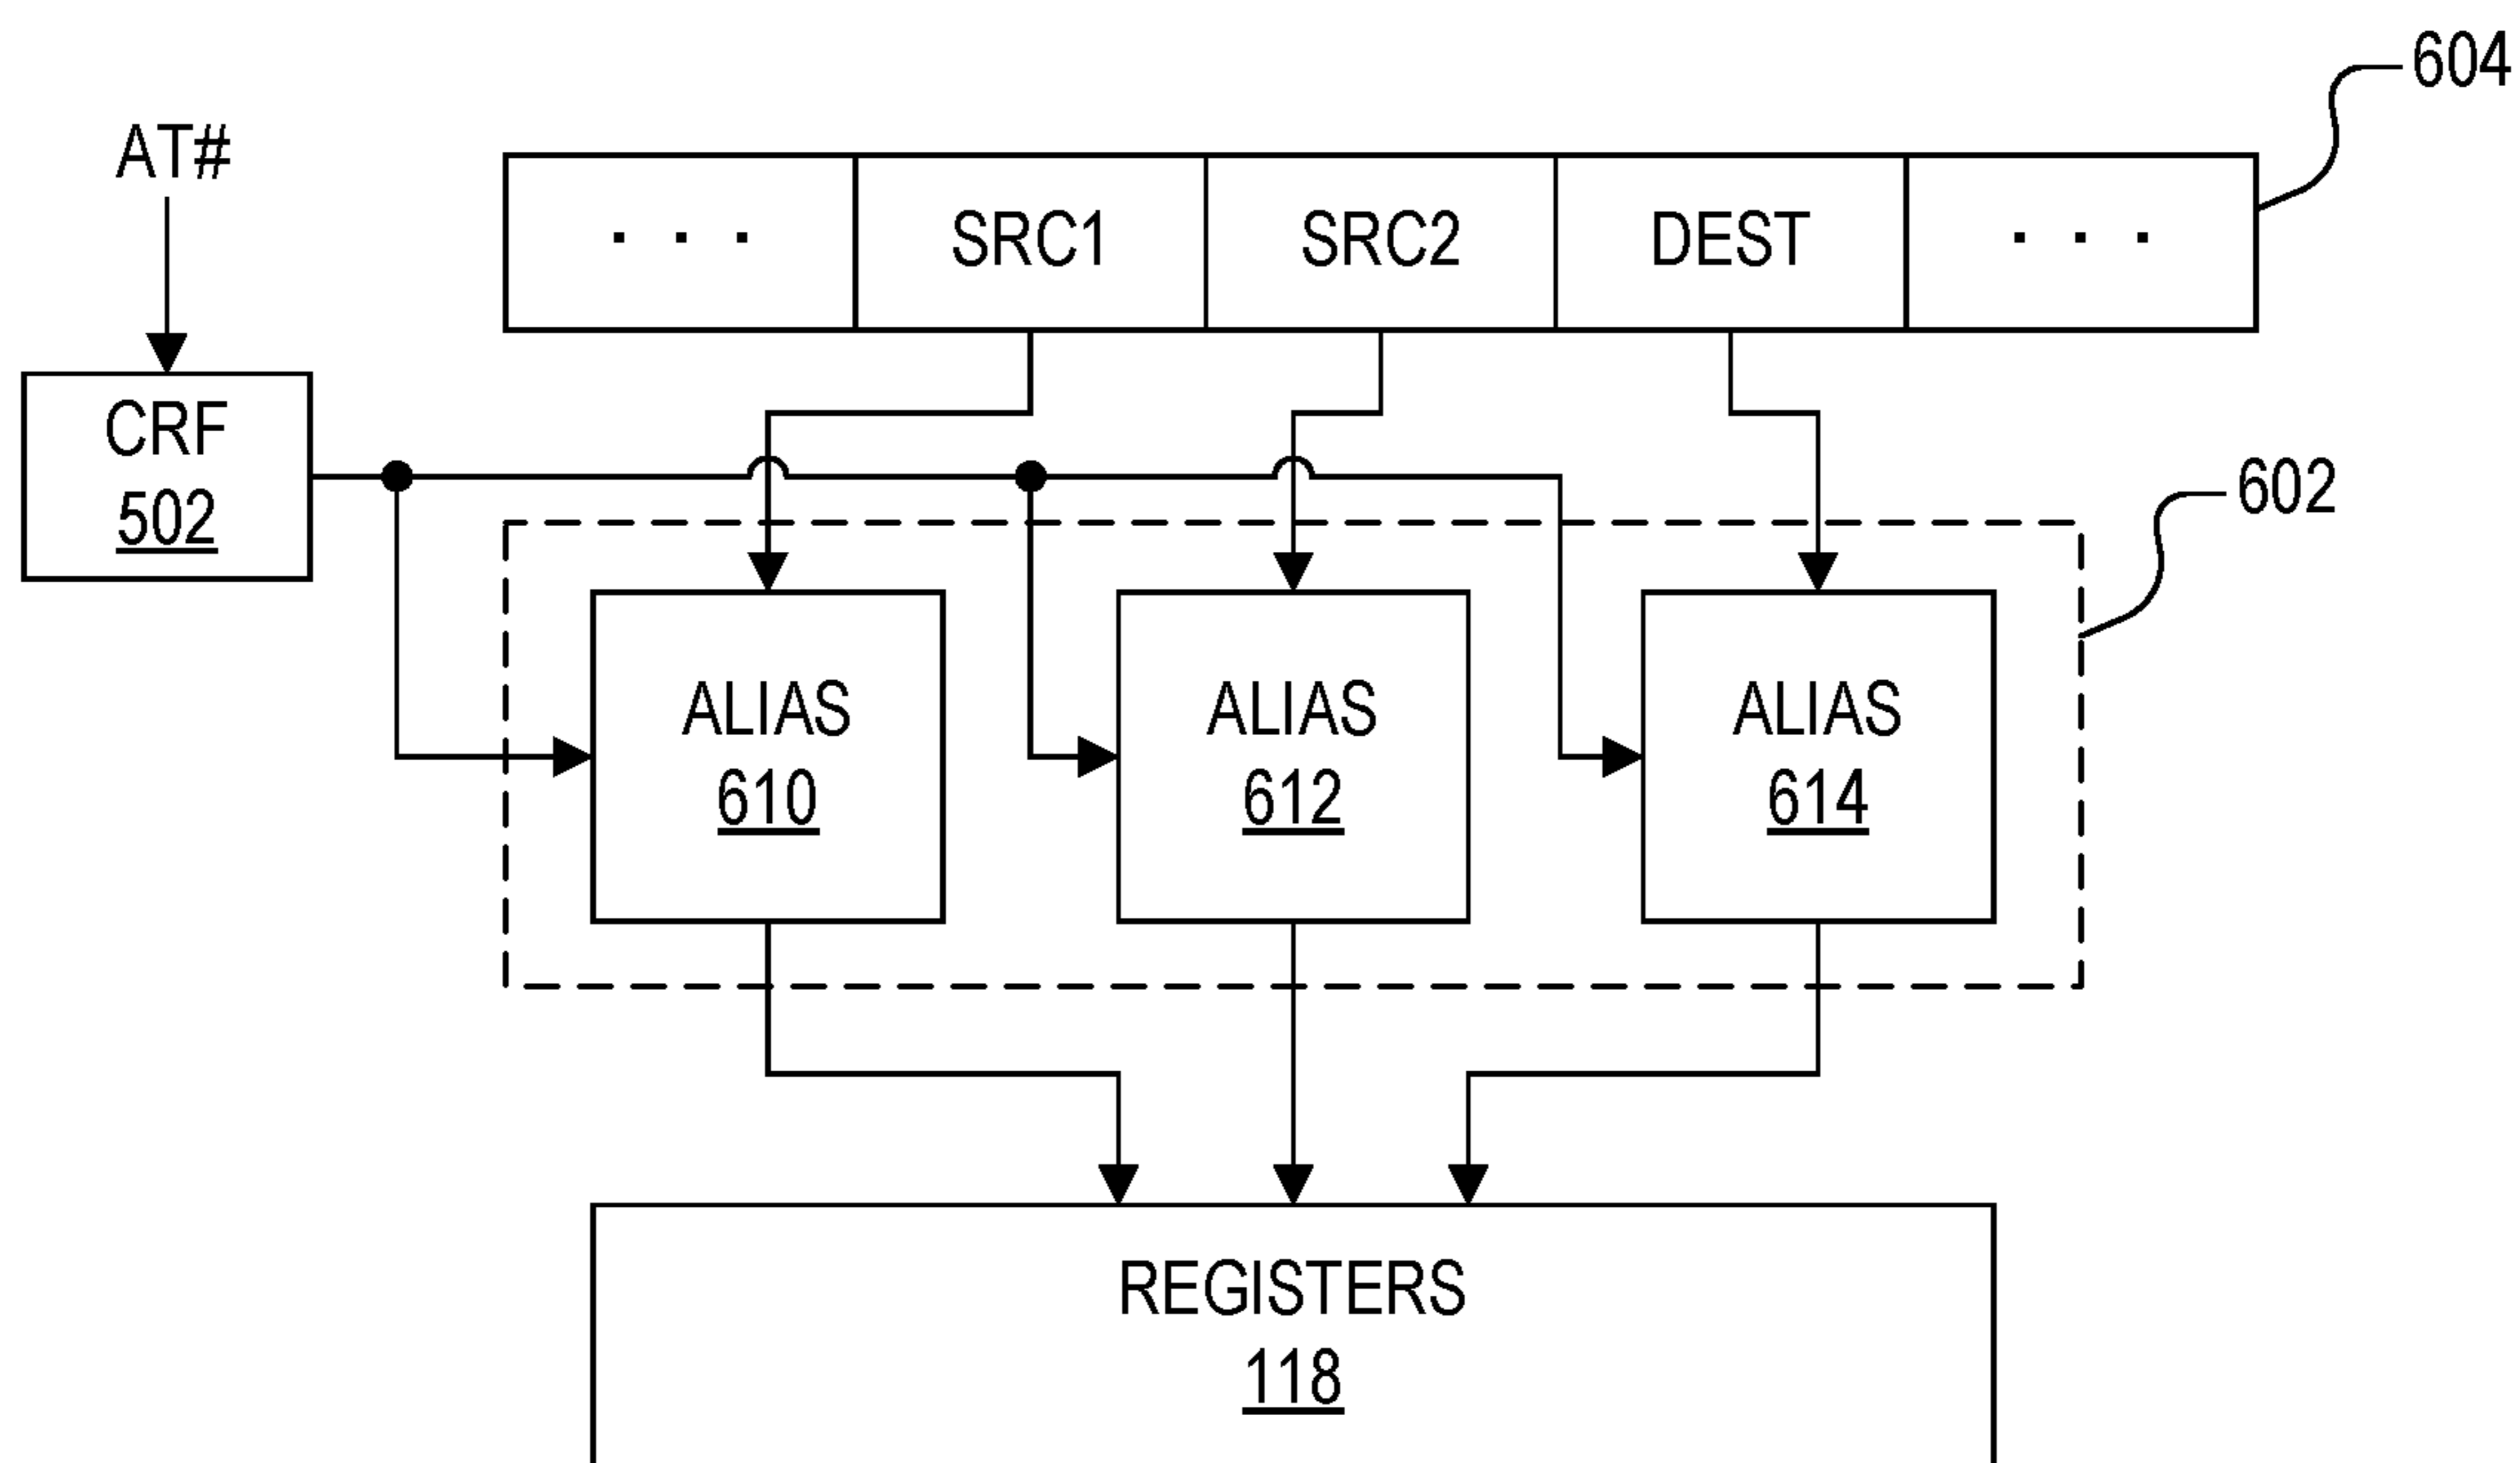 604
AT#
· · ·
SRC1
SRC2
DEST
· · ·
CRF
502
602
ALIAS
610
ALIAS
612
ALIAS
614
REGISTERS
118